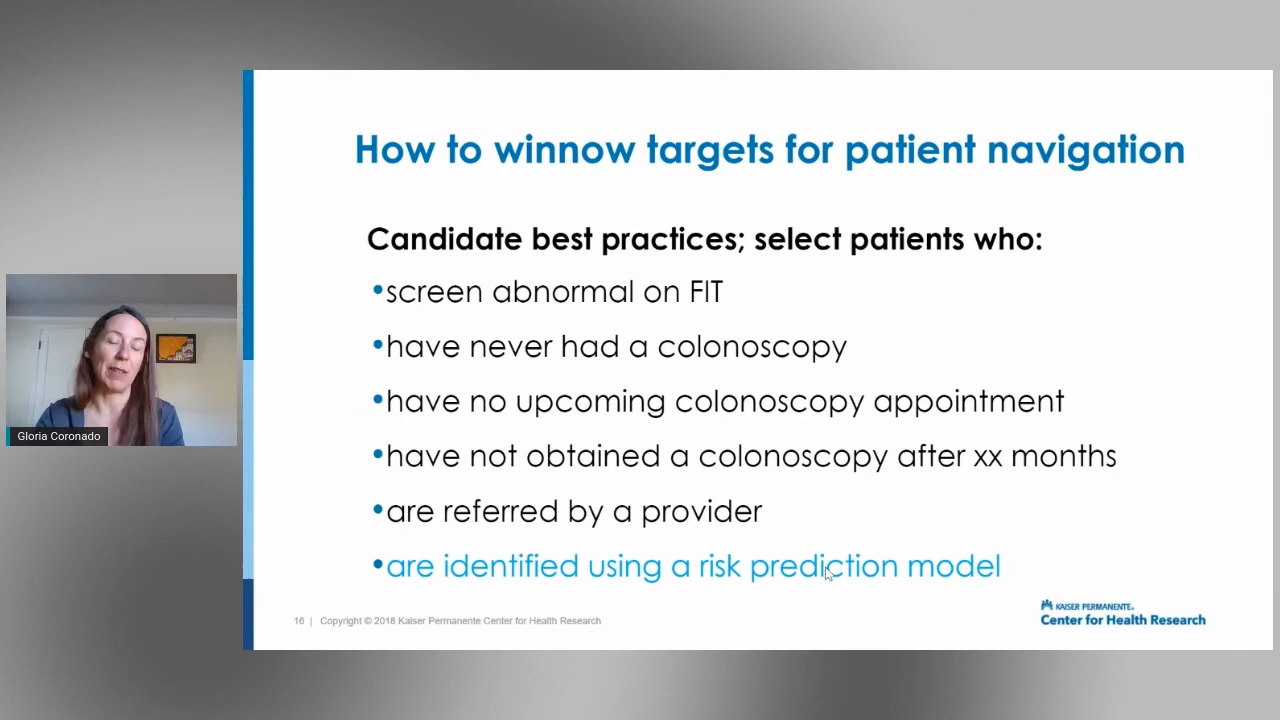 How to winnow targets for patient navigation
Candidate best practices; select patients who:
•screen abnormal on FIT
•have never had a colonoscopy
•have no upcoming colonoscopy appointment
•have not obtained a colonoscopy after xx months
•are referred by a provider
•are identified using a risk prediction model
Gloria Coronado
16 | Copyright © 2018 Kaiser Permanente Center for Health Research
KAISER PERMANENTE®
Center for Health Research